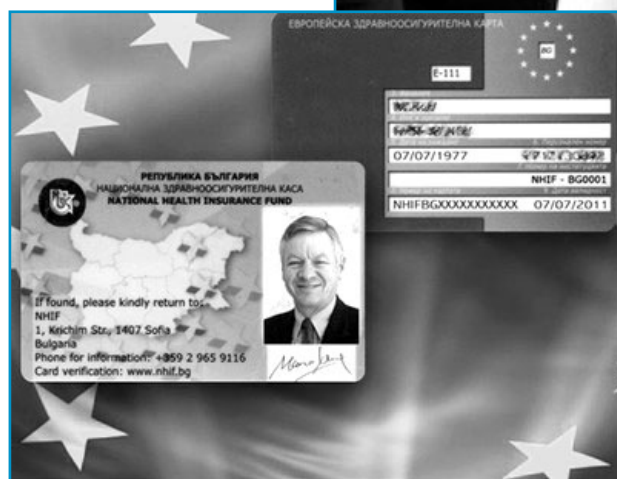 ЕВРОПЕЙСКА ЗДРАВНООСИГУРИТЕЛНА КАРТА
BG
E-111
07/07/1977
NHIF - BG0001
NHIFBGXXXXXXXXXXX 07/07/2011
РЕПУБЛИКА БЪЛГАРИЯ
НАЦИОНАЛНА ЗДРАВНООСИГУРИТЕЛНА КАСА
NATIONAL HEALTH INSURANCE FUND
If found, please kindly return to:
NHIF
1, Krichim Str., 1407 Sofia
Bulgaria
Phone for information: +359 2 965 9116
Card verification: www.nhif.bg